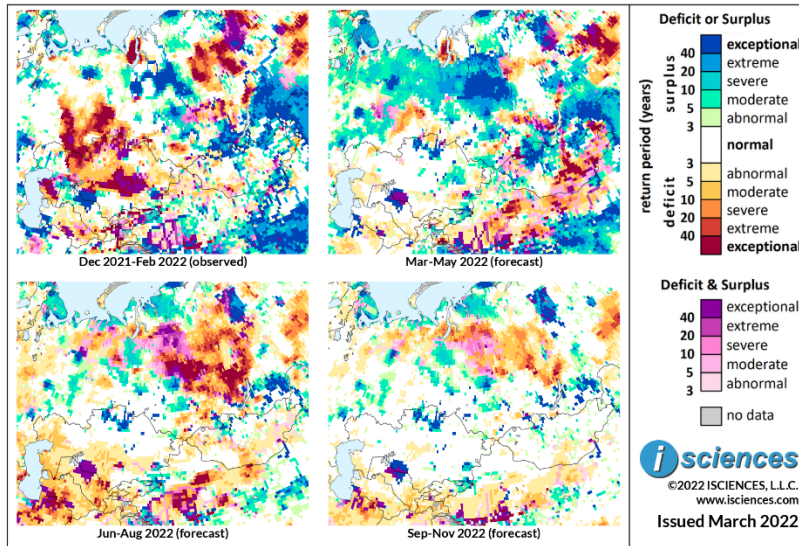 Dec 2021-Feb 2022 (observed)
Mar-May 2022 (forecast)
Jun-Aug 2022 (forecast)
Sep-Nov 2022 (forecast)
Deficit or Surplus
return period (years)
surplus
deficit
exceptional
40
extreme
20
severe
10
moderate
5
abnormal
3
normal
3
abnormal
5
moderate
10
severe
20
extreme
40
exceptional
Deficit & Surplus
exceptional
40
extreme
20
severe
10
moderate
5
abnormal
3
no data
i sciences
©2022 ISCIENCES, L.L.C.
www.isciences.com
Issued March 2022